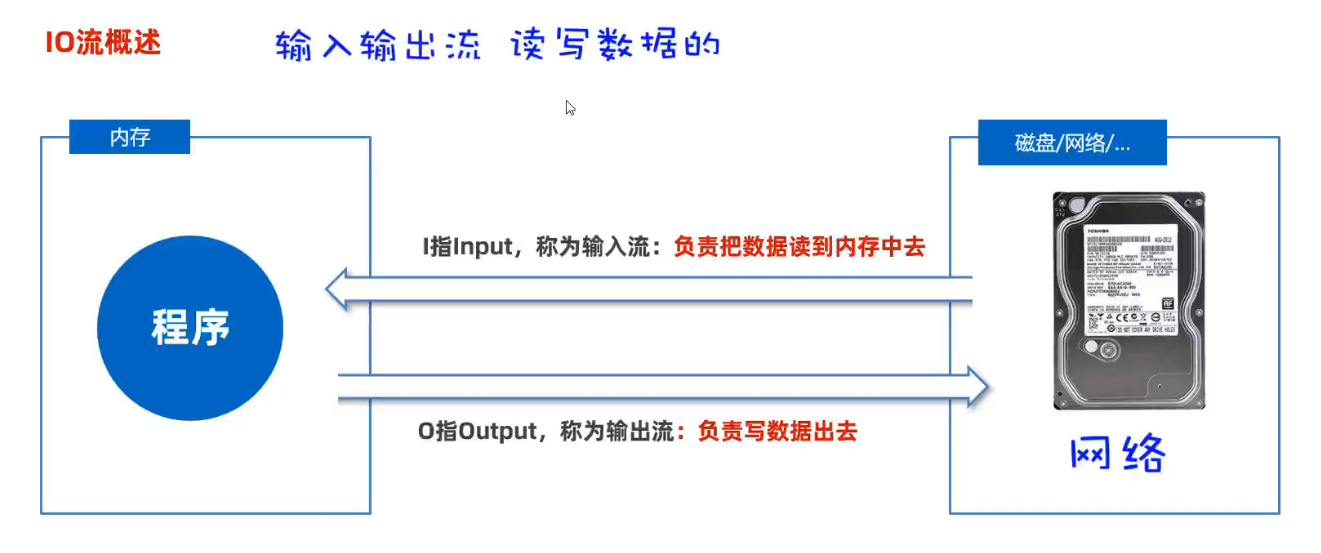 IO流概述
输入输出流 读写数据的
内存
磁盘/网络/...
I指Input，称为输入流：负责把数据读到内存中去
程序
O指Output，称为输出流：负责写数据出去
网络
TOSHIBA
DO NOT COVER ANY DRIVE HOLES